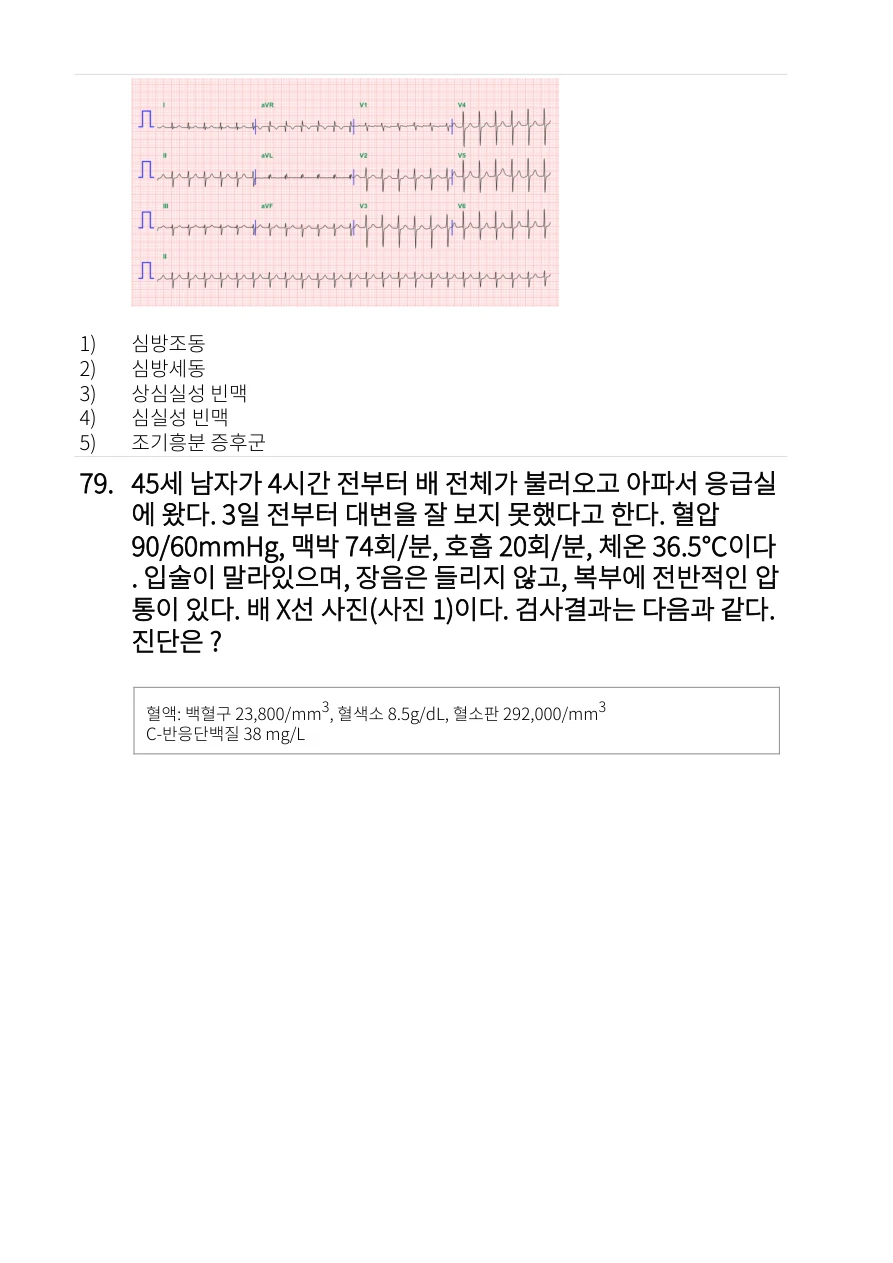 I aVR V1 V4
II aVL V2 V5
III aVF V3 V6
II
1) 심방조동
2) 심방세동
3) 상심실성 빈맥
4) 심실성 빈맥
5) 조기흥분 증후군
79. 45세 남자가 4시간 전부터 배 전체가 불러오고 아파서 응급실
에 왔다. 3일 전부터 대변을 잘 보지 못했다고 한다. 혈압
90/60mmHg, 맥박 74회/분, 호흡 20회/분, 체온 36.5℃이다
. 입술이 말라있으며, 장음은 들리지 않고, 복부에 전반적인 압
통이 있다. 배 X선 사진(사진 1)이다. 검사결과는 다음과 같다.
진단은 ?
혈액: 백혈구 23,800/mm³, 혈색소 8.5g/dL, 혈소판 292,000/mm³
C-반응단백질 38 mg/L